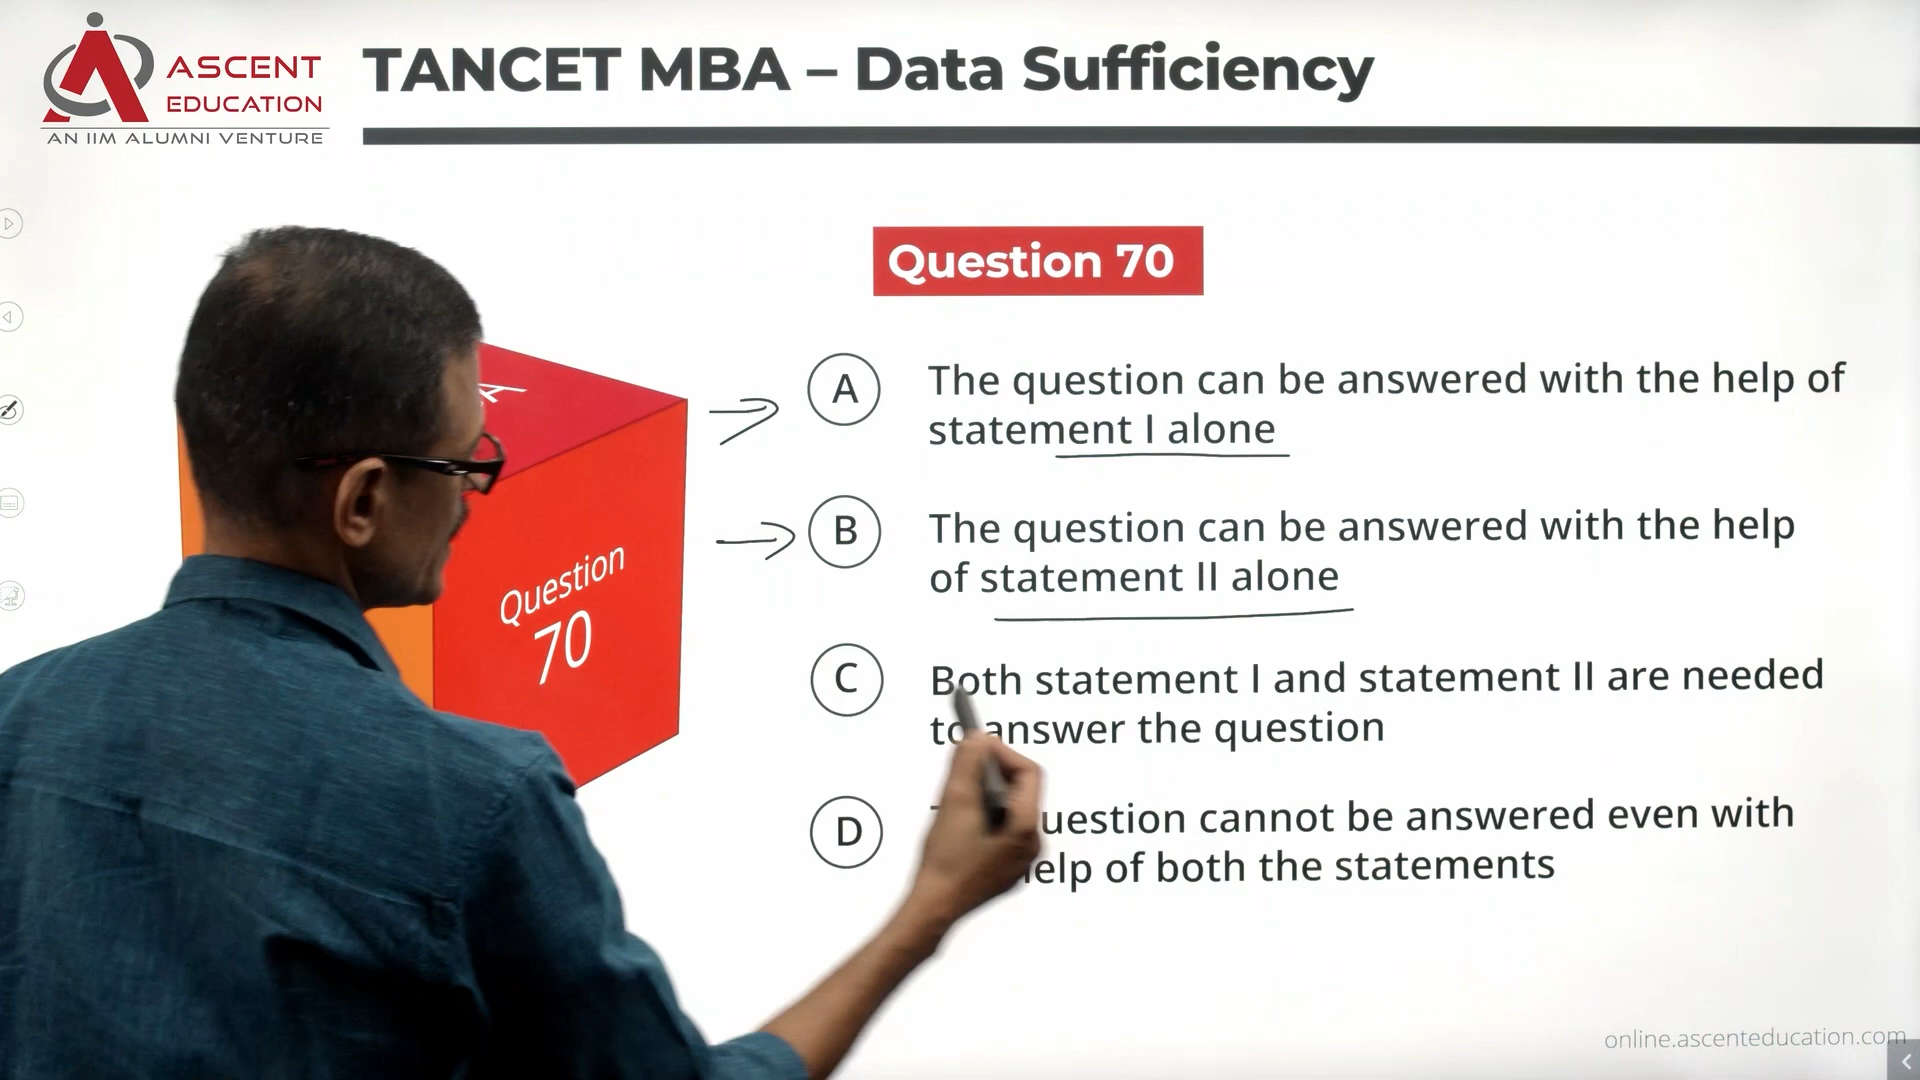 ASCENT
EDUCATION
AN IIM ALUMNI VENTURE
TANCET MBA – Data Sufficiency
Question 70
A
The question can be answered with the help of
statement I alone
B
The question can be answered with the help
of statement II alone
C
Both statement I and statement II are needed
to answer the question
D
question cannot be answered even with
help of both the statements
Question
70
online.ascenteducation.com